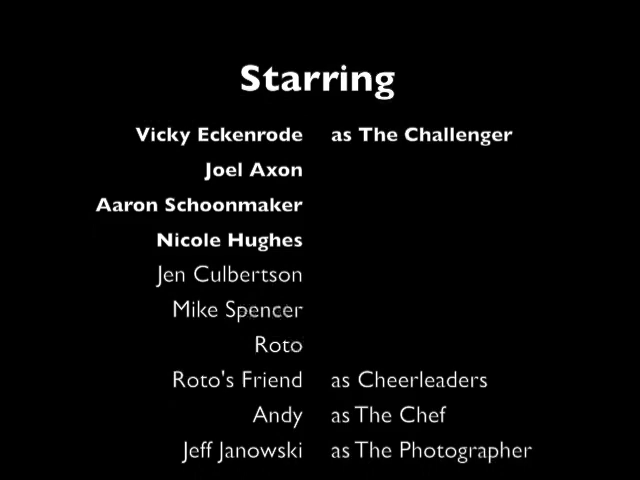 Starring
Vicky Eckenrode as The Challenger
Joel Axon
Aaron Schoonmaker
Nicole Hughes
Jen Culbertson
Mike Spencer
Roto
Roto's Friend as Cheerleaders
Andy as The Chef
Jeff Janowski as The Photographer